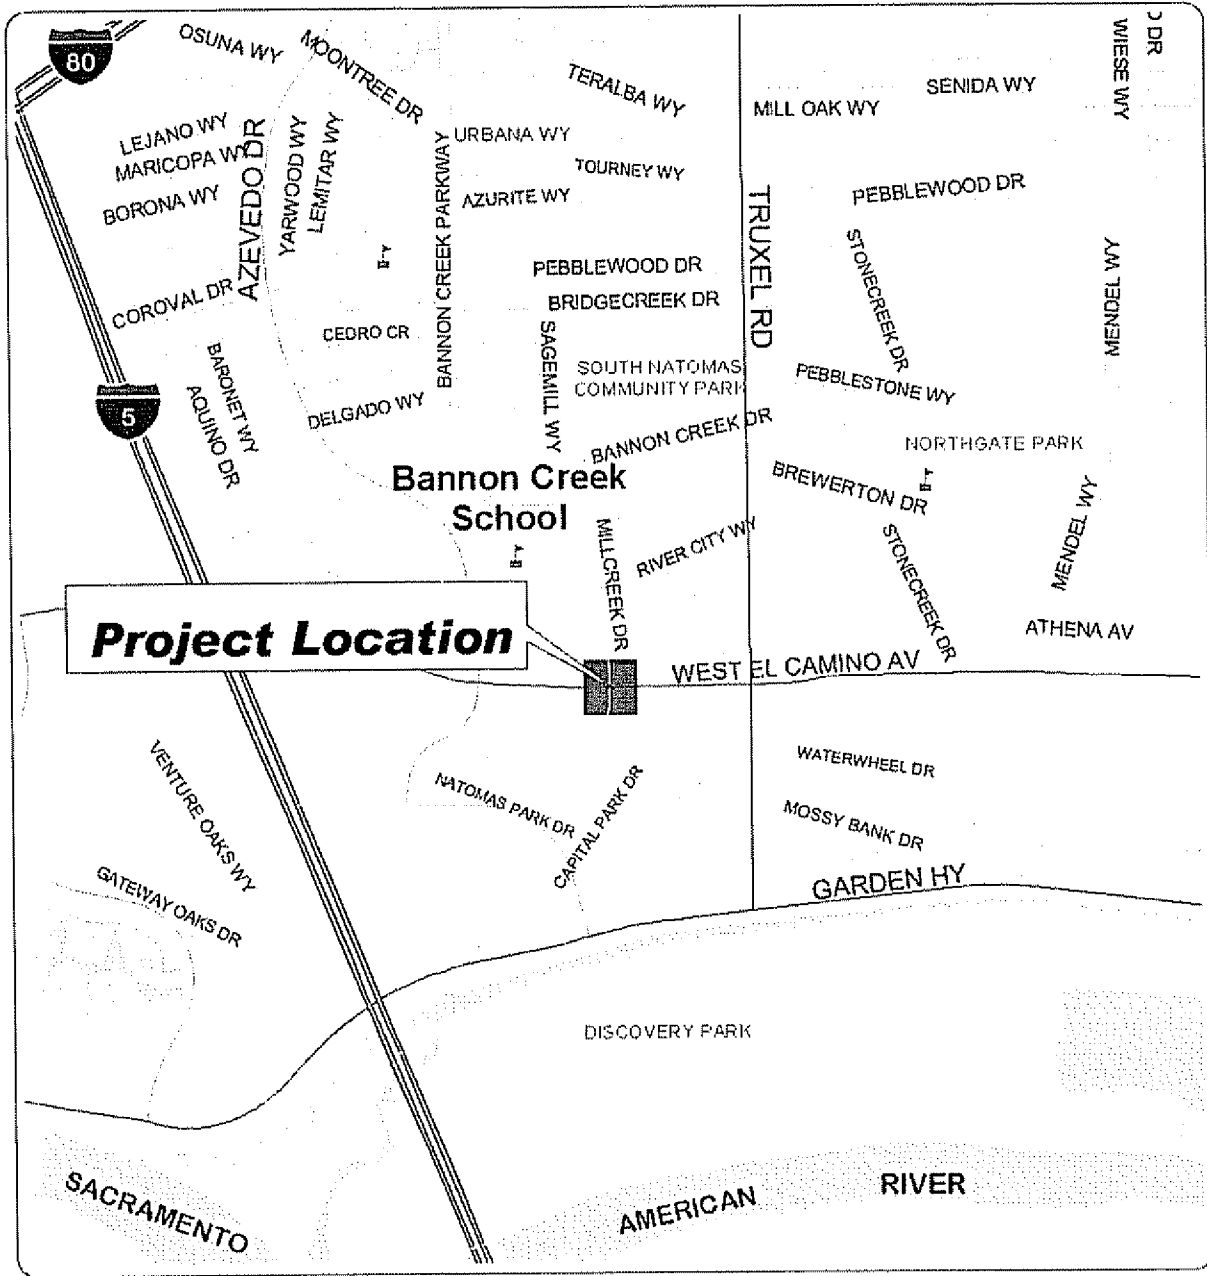 80
OSUNA WY
MOONTREE DR
TERALBA WY
MILL OAK WY
SENIDA WY
WIESE WY
DR
LEJANO WY
MARICOPA WY
BORONA WY
AZEVEDO DR
YARWOOD WY
LEMITAR WY
BANNON CREEK PARKWAY
URBANA WY
TOURNEY WY
AZURITE WY
TRUXEL RD
PEBBLEWOOD DR
STONECREEK DR
MENDEL WY
PEBBLEWOOD DR
BRIDGECREEK DR
COROVAL DR
CEDRO CR
BARONET WY
AQUINO DR
5
DELGADO WY
SAGEMILL WY
SOUTH NATOMAS
COMMUNITY PARK
PEBBLESTONE WY
BANNON CREEK DR
NORTHGATE PARK
Bannon Creek
School
BREWERTON DR
MENDEL WY
MILLCREEK DR
RIVER CITY WY
STONECREEK DR
Project Location
ATHENA AV
WEST EL CAMINO AV
VENTURE OAKS WY
NATOMAS PARK DR
CAPITAL PARK DR
WATERWHEEL DR
MOSSY BANK DR
GATEWAY OAKS DR
GARDEN HY
DISCOVERY PARK
SACRAMENTO
AMERICAN
RIVER